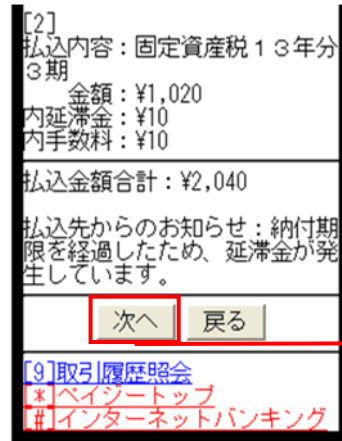 [2]
払込内容：固定資産税１３年分
３期
金額：¥1,020
内延滞金：¥10
内手数料：¥10
払込金額合計：¥2,040
払込先からのお知らせ：納付期
限を経過したため、延滞金が発
生しています。
次へ 戻る
[9]取引履歴照会
[*]ペイジートップ
[#]インターネットバンキング